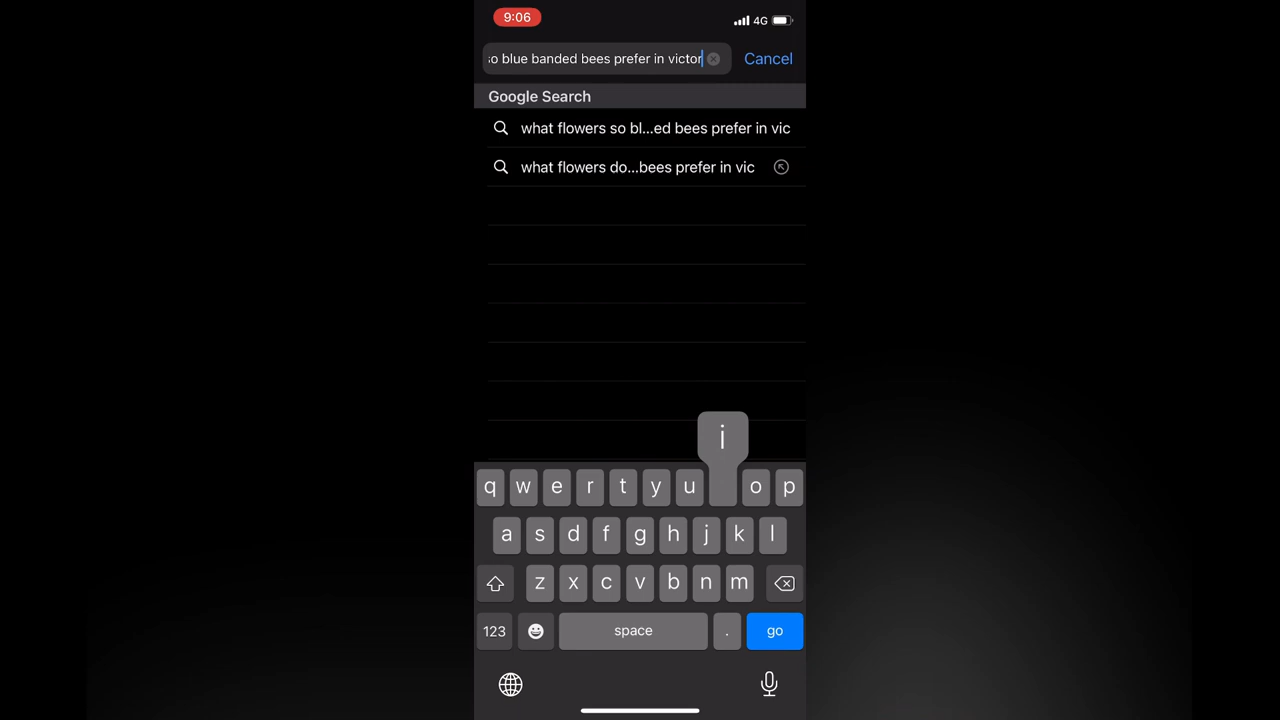 9:06
4G
so blue banded bees prefer in victor
Cancel
Google Search
what flowers so bl...ed bees prefer in vic
what flowers do...bees prefer in vic
i
q w e r t y u o p
a s d f g h j k l
z x c v b n m
123 space . go